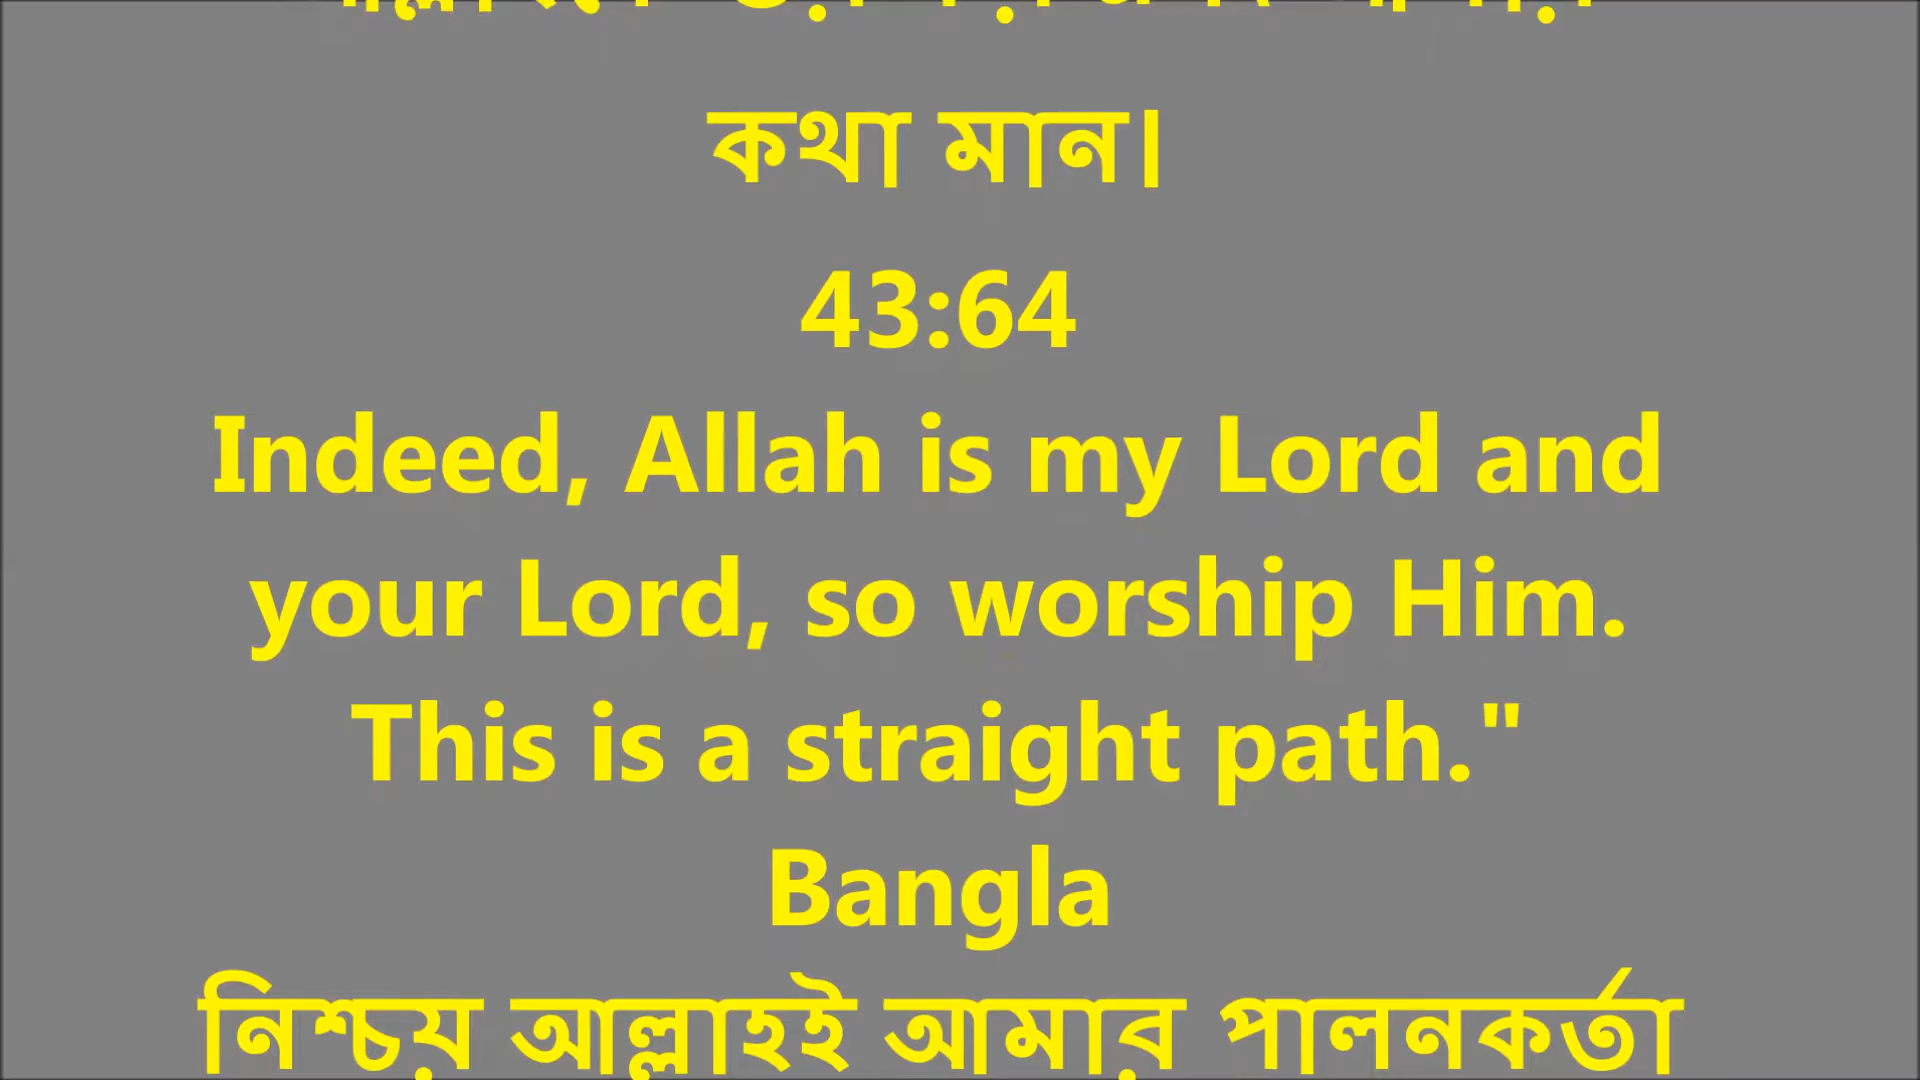 কথা মান।
43:64
Indeed, Allah is my Lord and
your Lord, so worship Him.
This is a straight path."
Bangla
নিশ্চয় আল্লাহই আমার পালনকর্তা